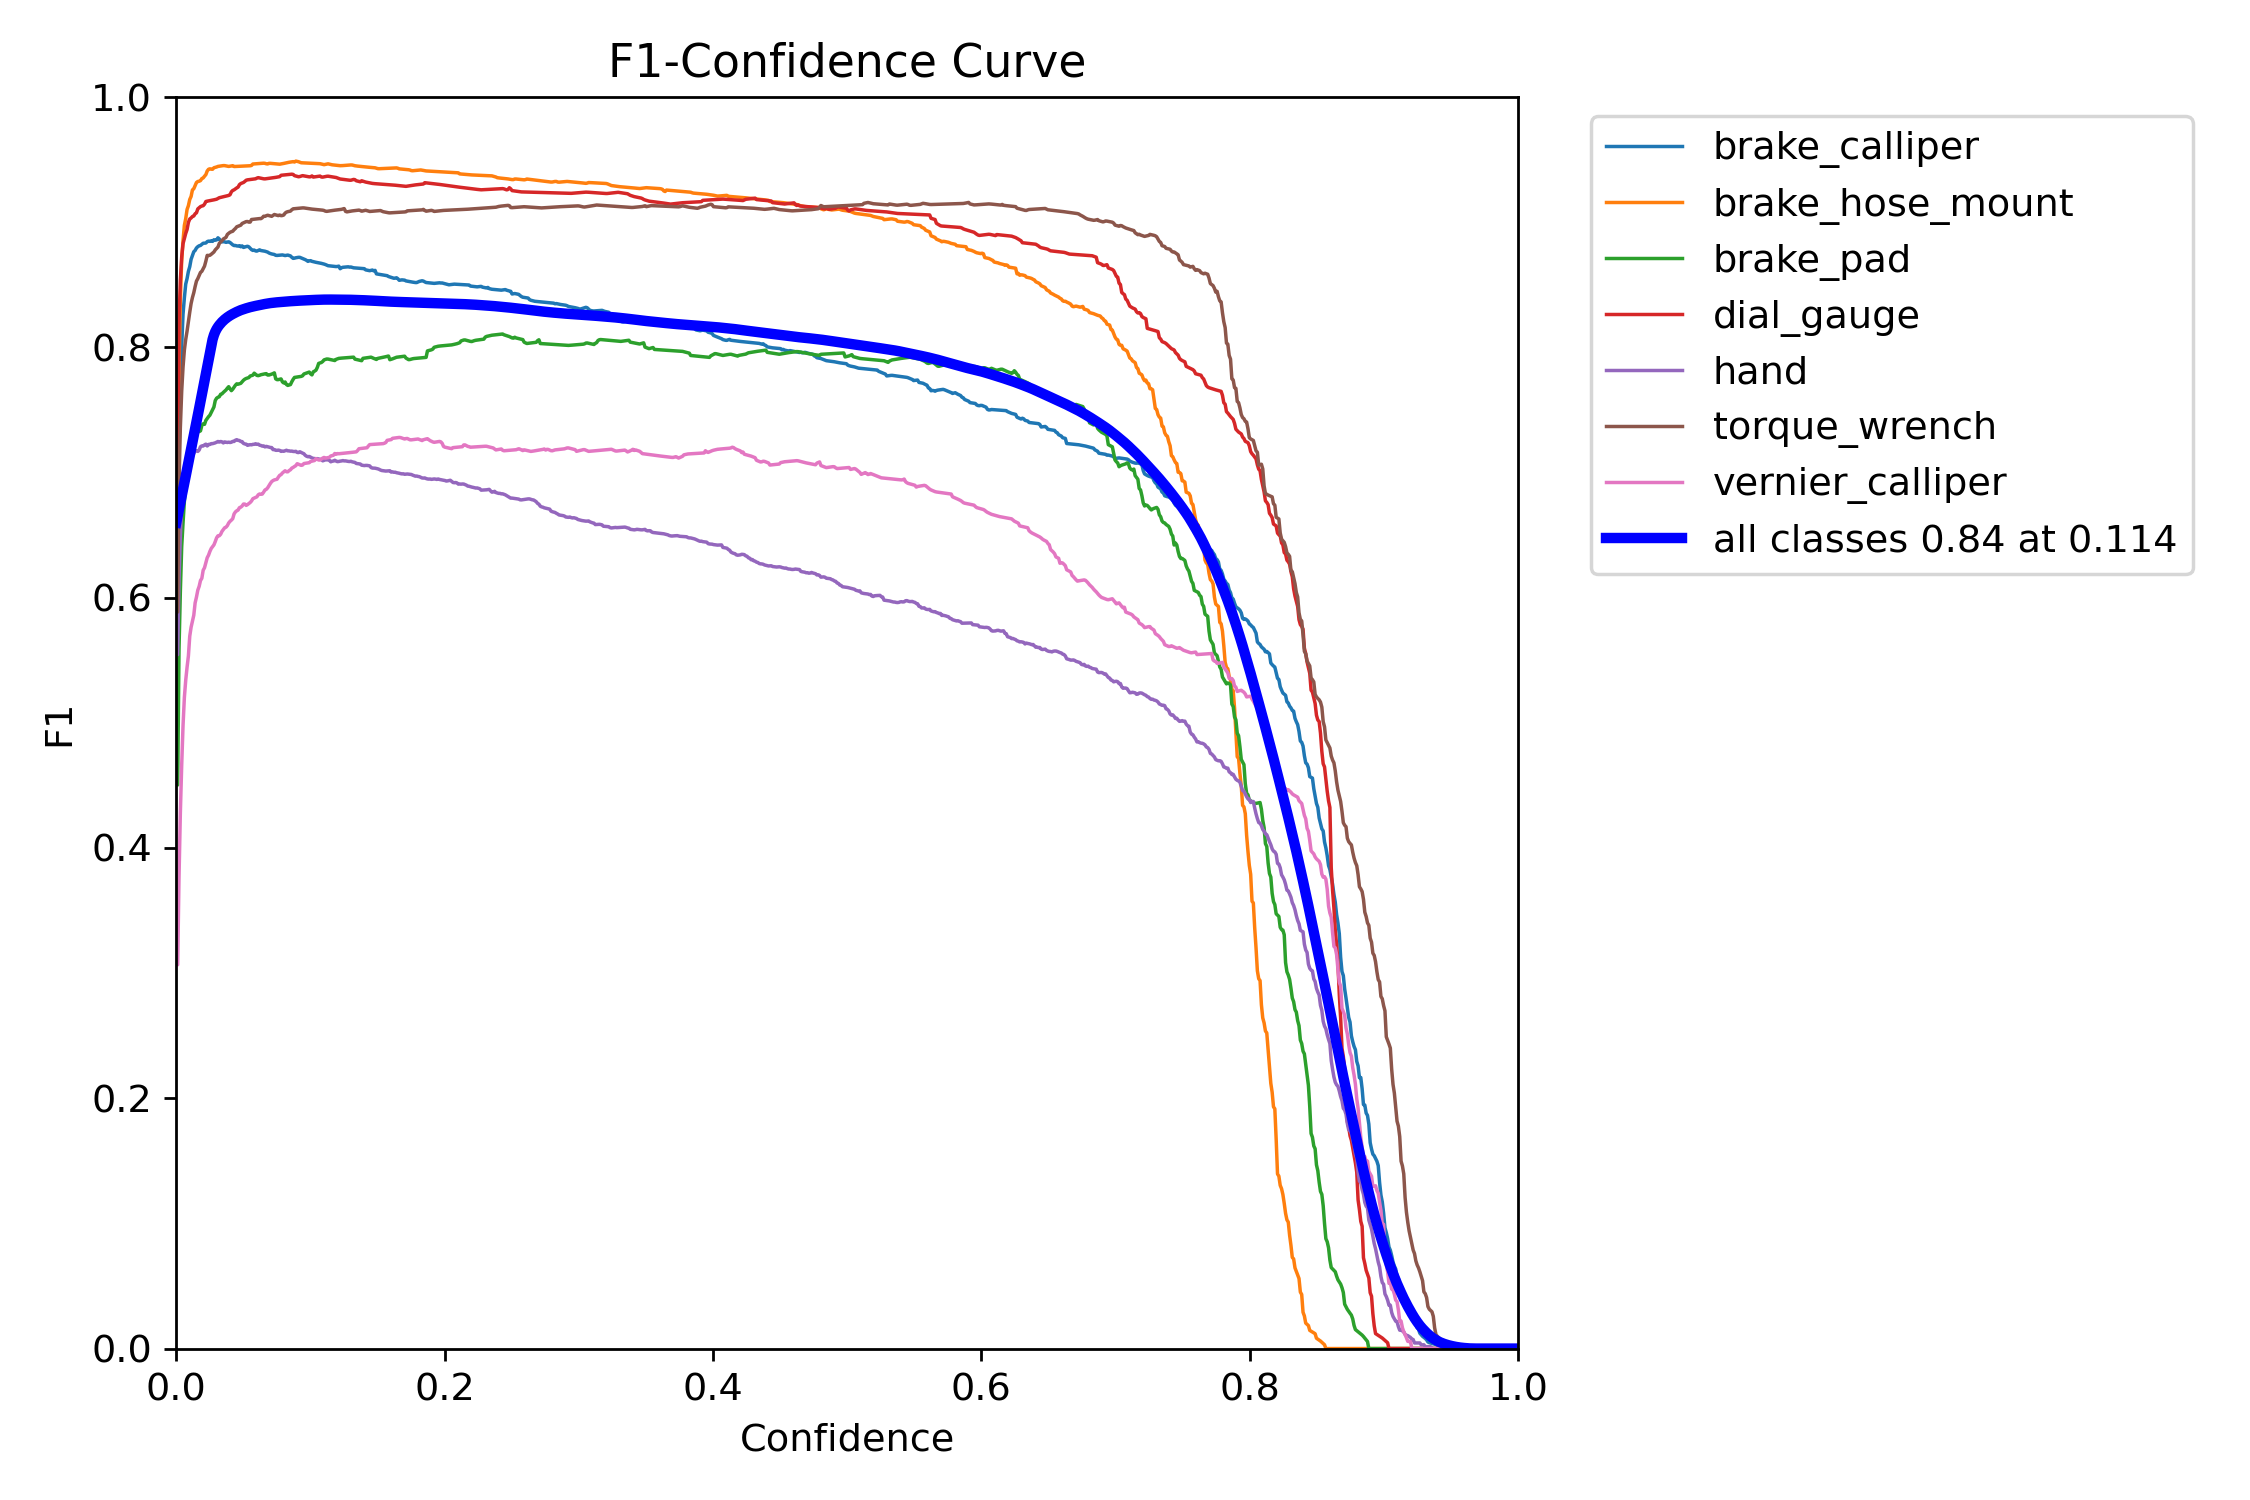 F1-Confidence Curve
1.0
0.8
0.6
0.4
0.2
0.0
F1
0.0 0.2 0.4 0.6 0.8 1.0
Confidence
brake_calliper
brake_hose_mount
brake_pad
dial_gauge
hand
torque_wrench
vernier_calliper
all classes 0.84 at 0.114